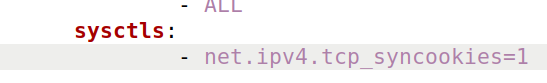 - ALL
sysctls:
- net.ipv4.tcp_syncookies=1